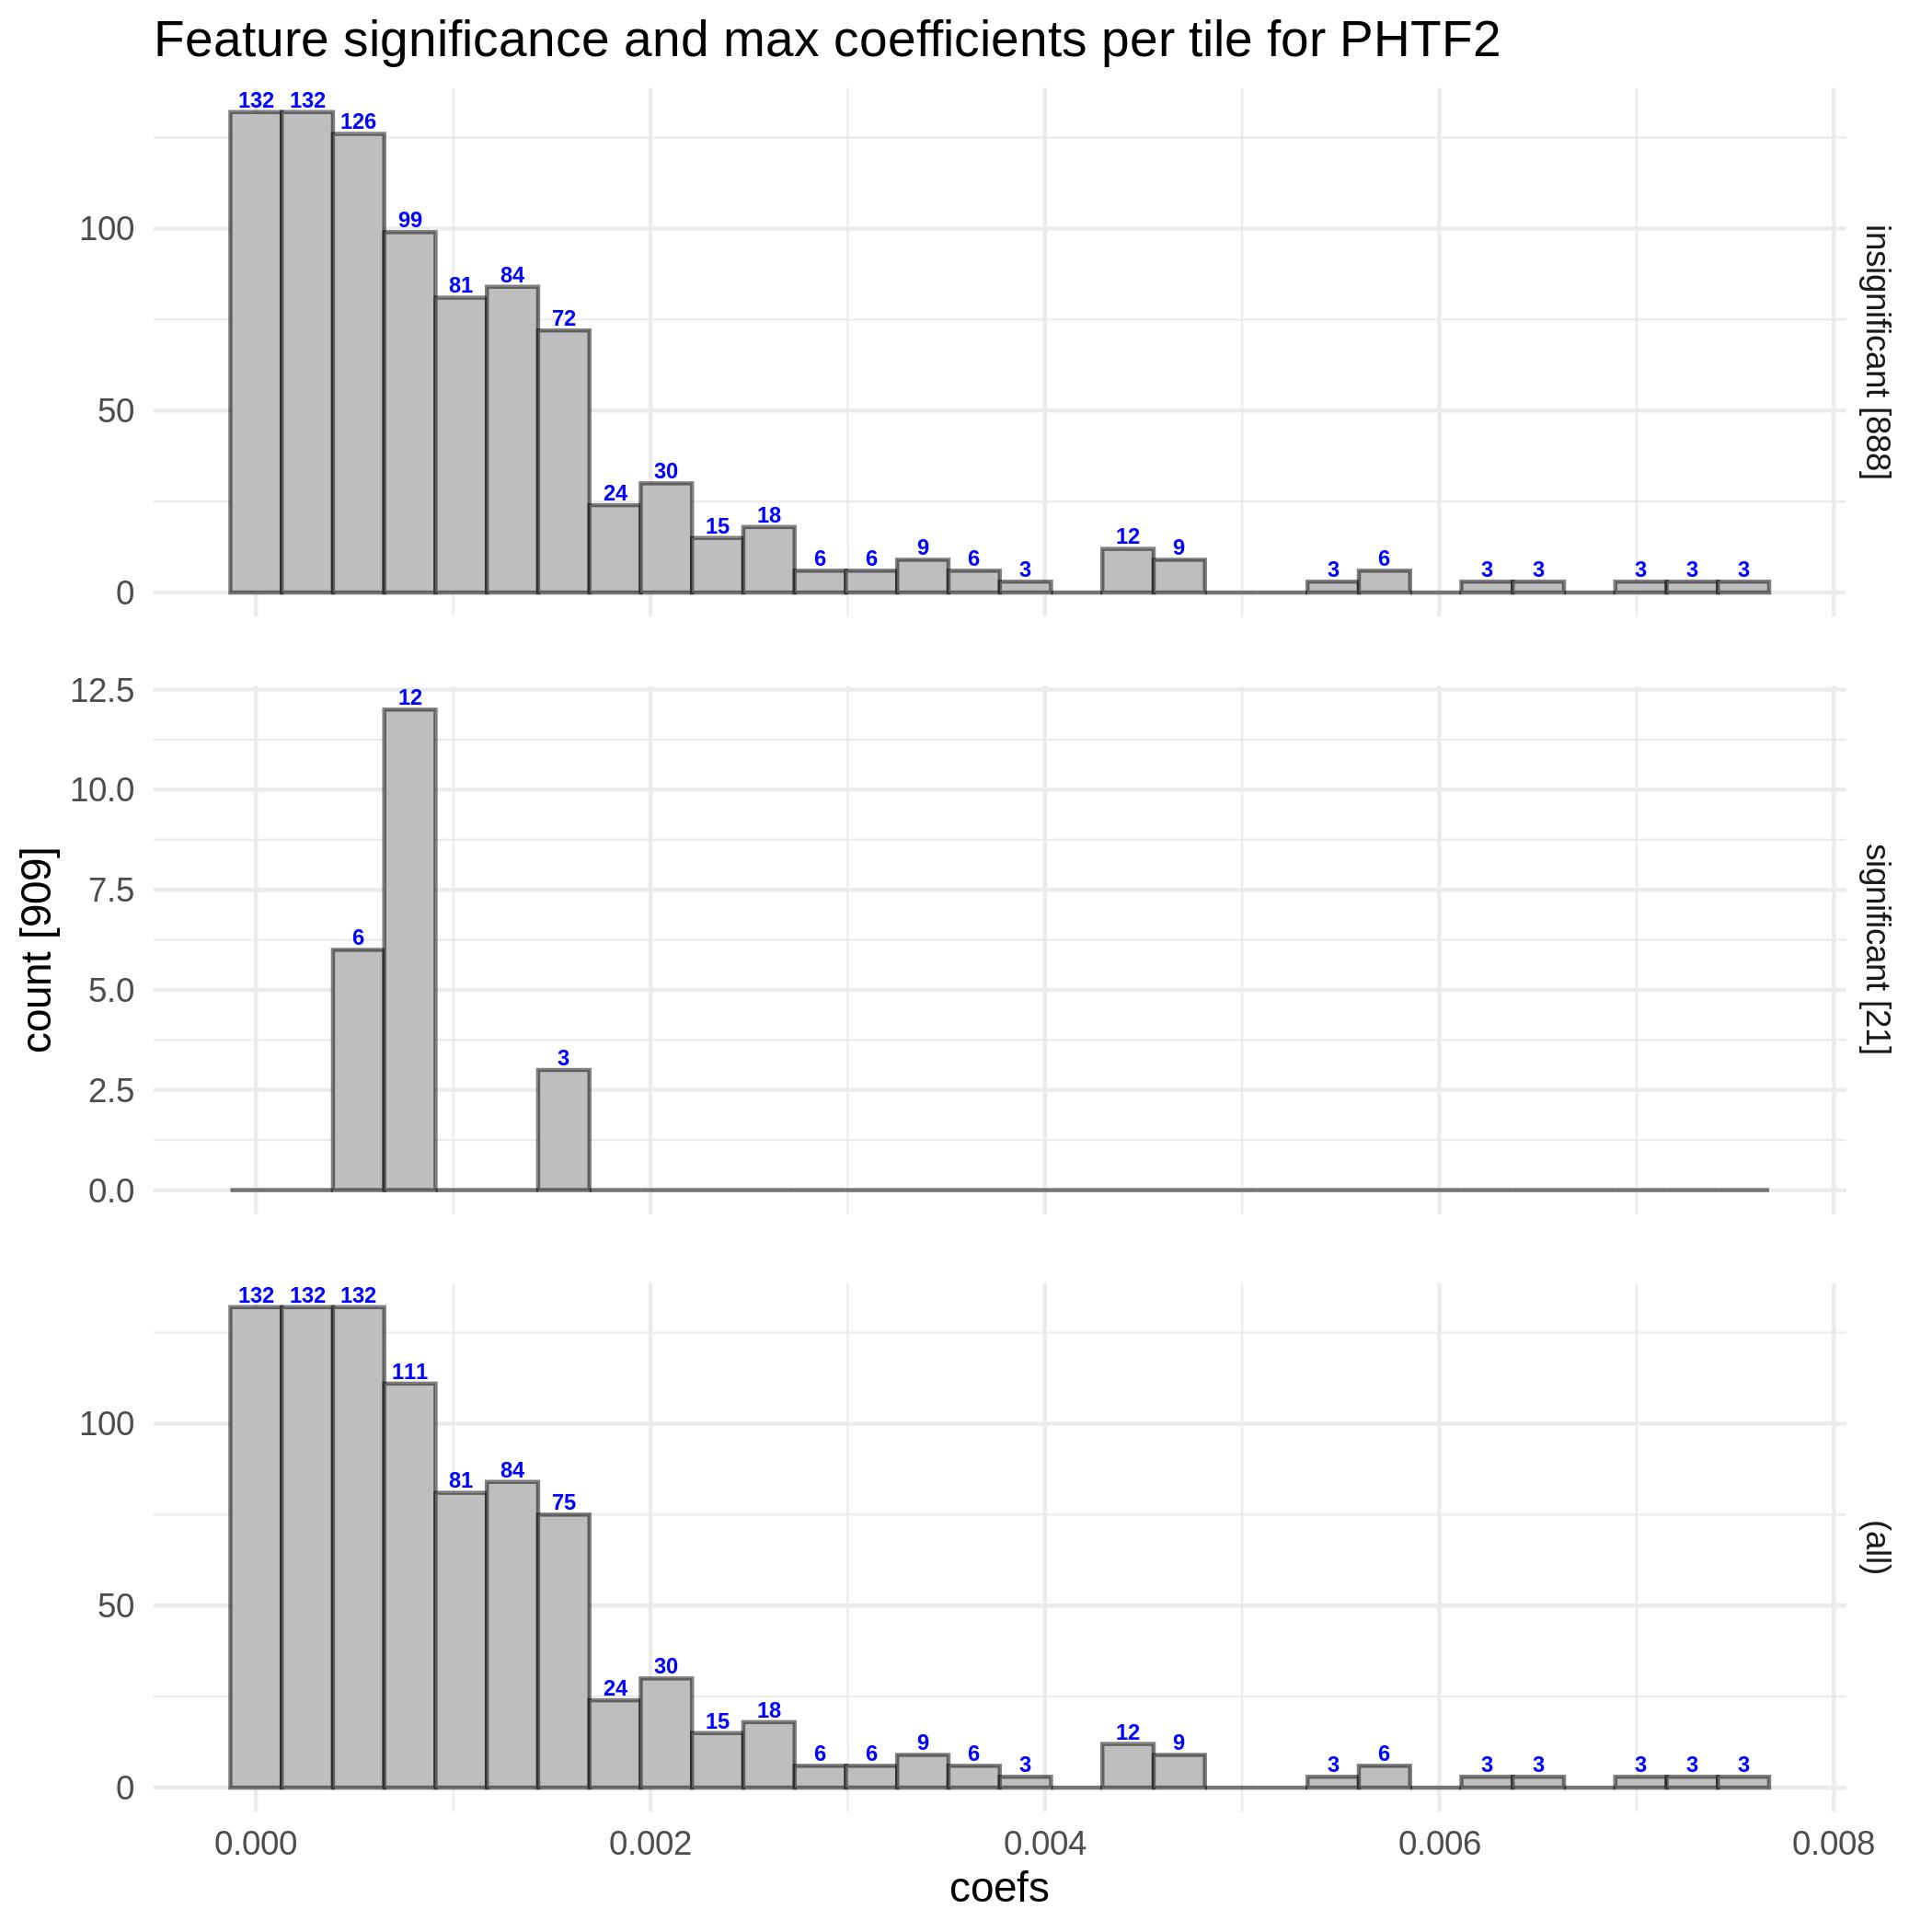 Feature significance and max coefficients per tile for PHTF2
132 132 126 99 81 84 72 24 30 15 18 6 6 9 6 3 12 9 3 6 3 3 3 3 3
100
50
0
insignificant [888]
12.5
10.0
7.5
5.0
2.5
0.0
6 12 3
significant [21]
count [909]
132 132 132 111 81 84 75 24 30 15 18 6 6 9 6 3 12 9 3 6 3 3 3 3 3
100
50
0
(all)
0.000 0.002 0.004 0.006 0.008
coefs